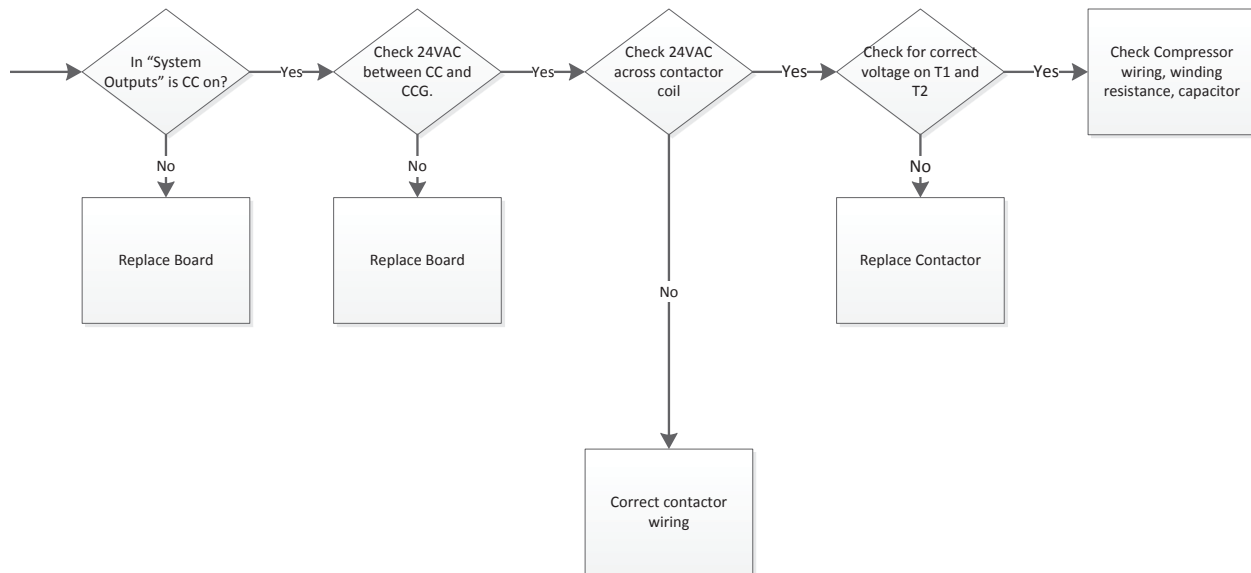 In “System
Outputs” is CC on?
Yes
Check 24VAC
between CC and
CCG.
Yes
Check 24VAC
across contactor
coil
Yes
Check for correct
voltage on T1 and
T2
Yes
Check Compressor
wiring, winding
resistance, capacitor
No
No
No
Replace Board
Replace Board
Replace Contactor
No
Correct contactor
wiring